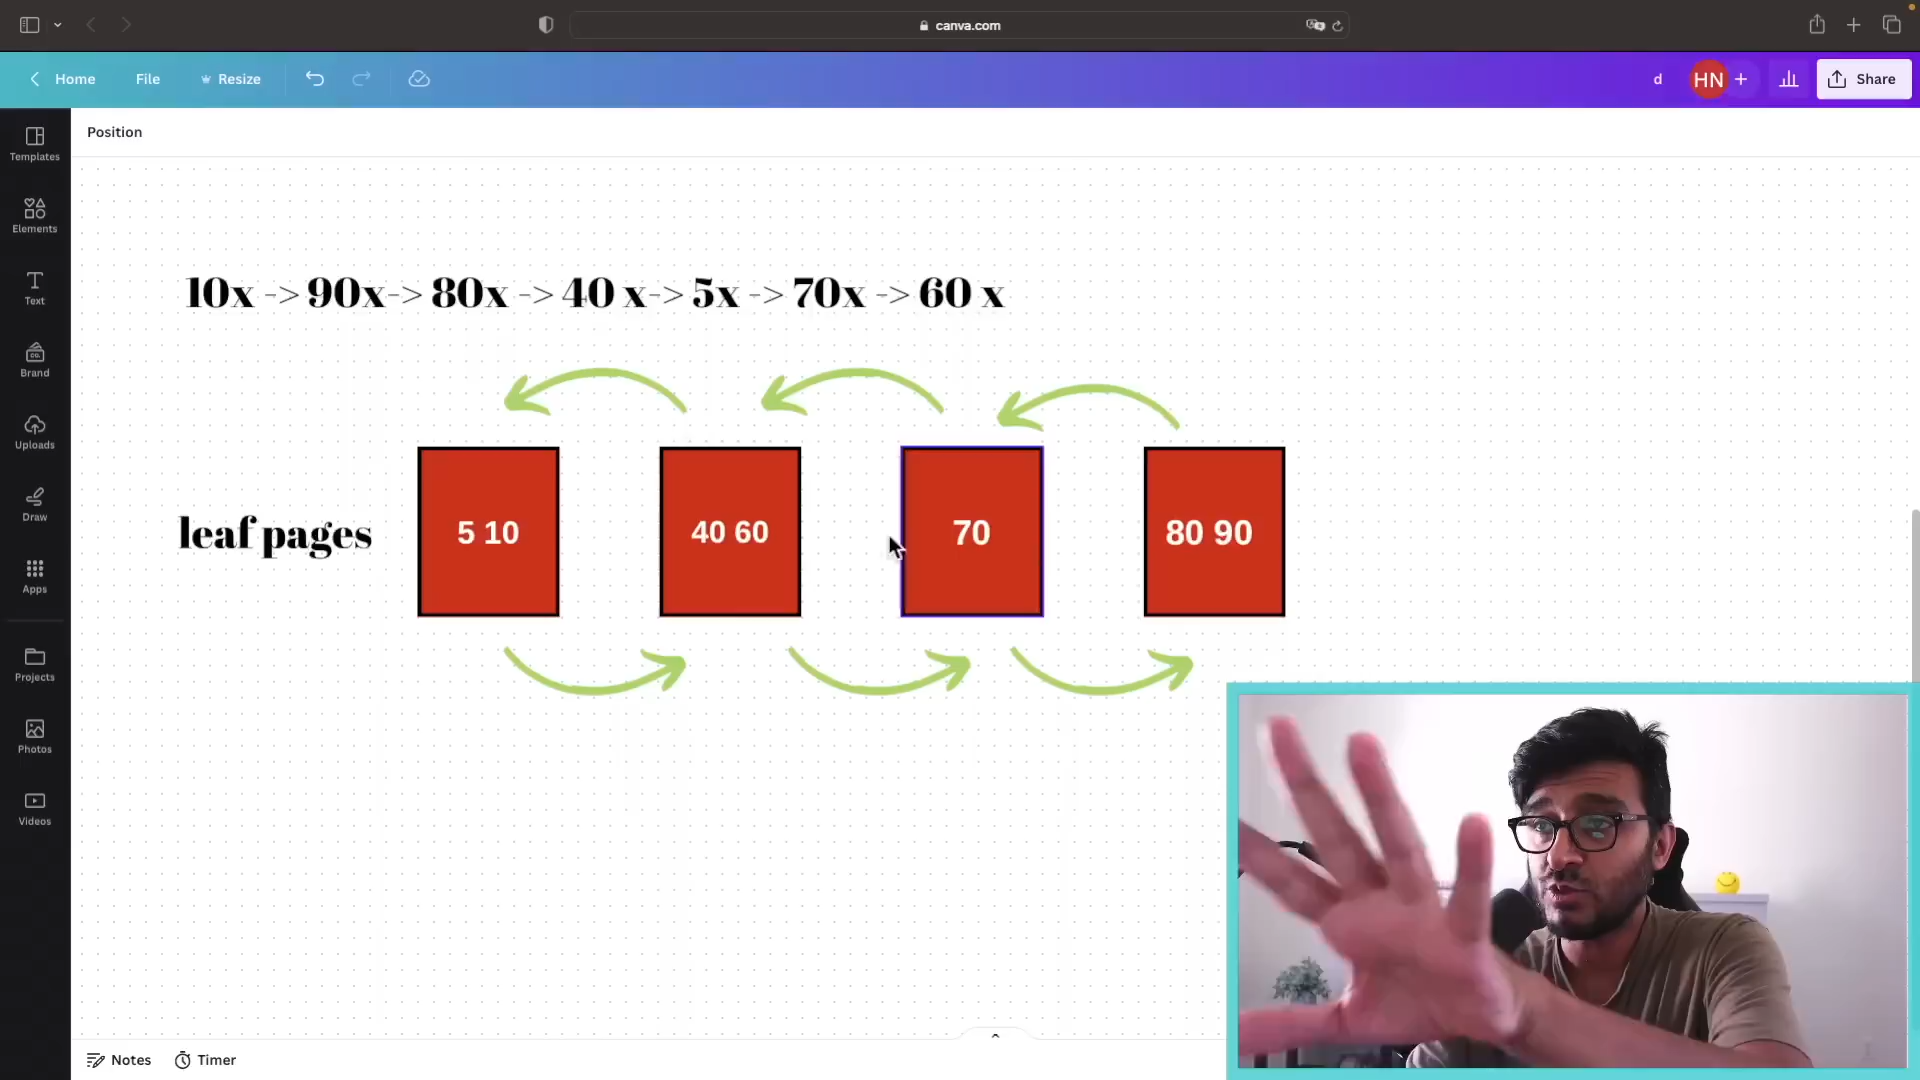 canva.com
Home File Resize d HN + Share
Position
Templates
Elements
Text
Brand
Uploads
Draw
Apps
Projects
Photos
Videos
10x -> 90x-> 80x -> 40 x-> 5x -> 70x -> 60 x
leaf pages 5 10 40 60 70 80 90
Notes Timer